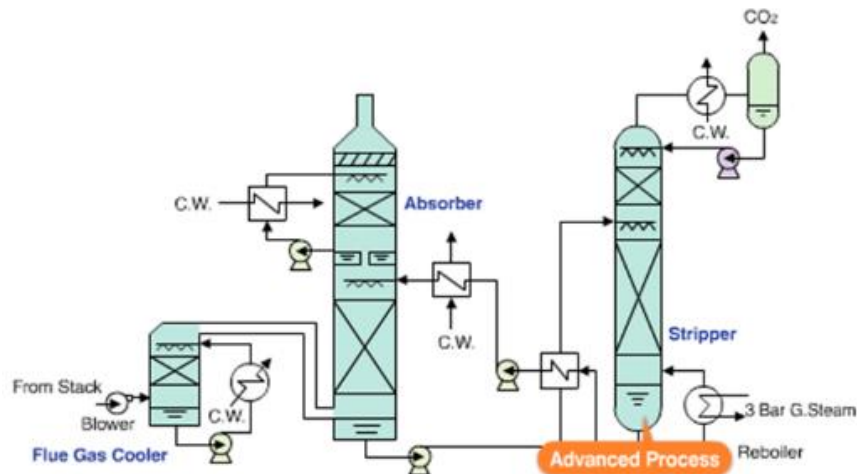 CO₂
C.W.
C.W.
Absorber
C.W.
Stripper
From Stack
Blower
C.W.
Flue Gas Cooler
3 Bar G.Steam
Advanced Process
Reboiler